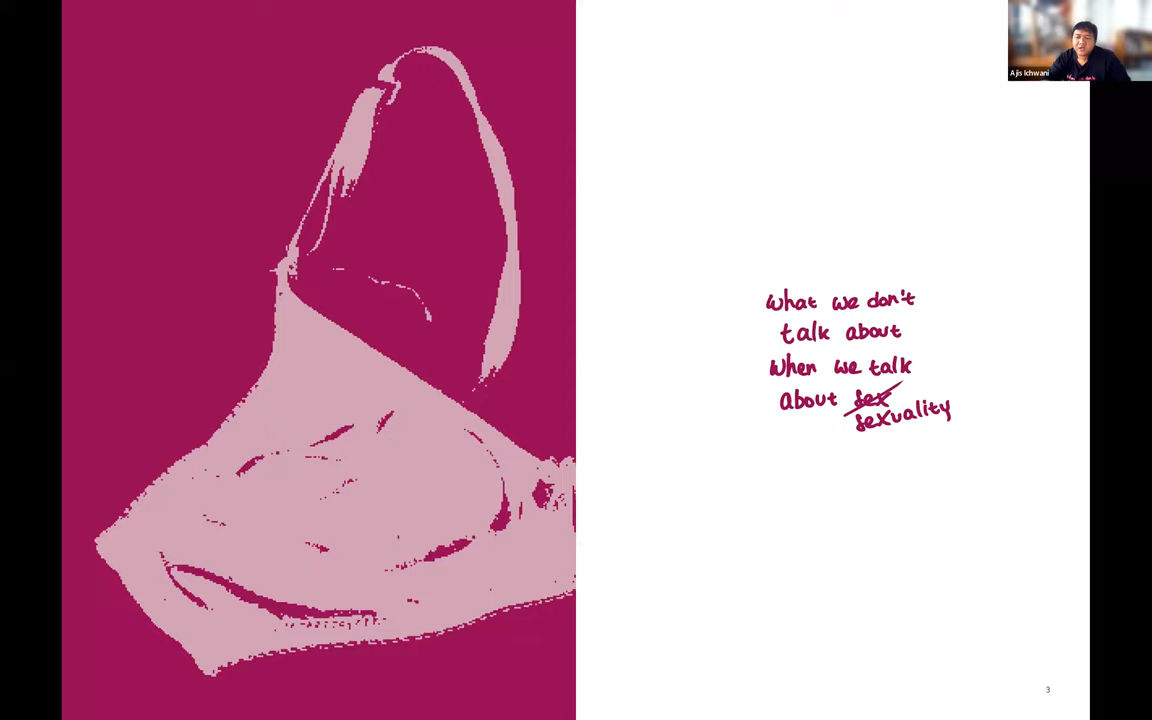 Ajis Ichwani
What we don't
talk about
When we talk
About sex
sexuality
3